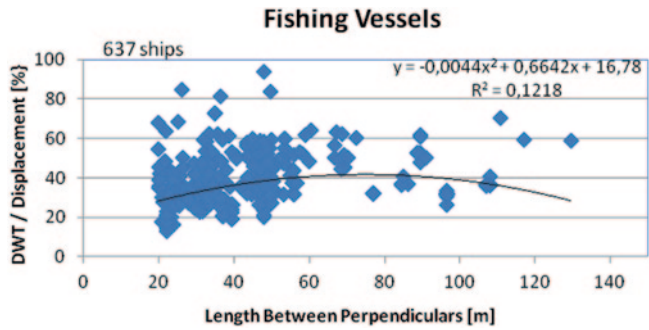 Fishing Vessels
637 ships
y = -0,0044x² + 0,6642x + 16,78
R² = 0,1218
DWT / Displacement [%]
100
80
60
40
20
0
0 20 40 60 80 100 120 140
Length Between Perpendiculars [m]